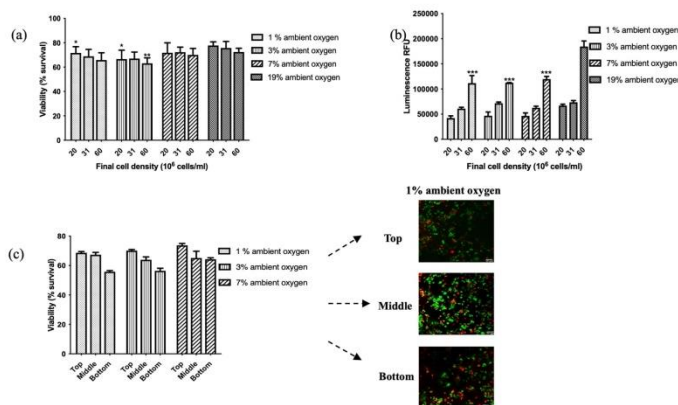 (a)
Viability (% survival)
100
80
60
40
20
0
*
*
**
20 31 60 20 31 60 20 31 60 20 31 60
Final cell density (10⁶ cells/ml)
1 % ambient oxygen
3% ambient oxygen
7% ambient oxygen
19% ambient oxygen
(b)
Luminescence RFU
250000
200000
150000
100000
50000
0
***
***
***
20 31 60 20 31 60 20 31 60 20 31 60
Final cell density (10⁶ cells/ml)
1 % ambient oxygen
3% ambient oxygen
7% ambient oxygen
19% ambient oxygen
(c)
Viability (% survival)
80
60
40
20
0
Top Middle Bottom Top Middle Bottom Top Middle Bottom
1 % ambient oxygen
3% ambient oxygen
7% ambient oxygen
1% ambient oxygen
Top
Middle
Bottom